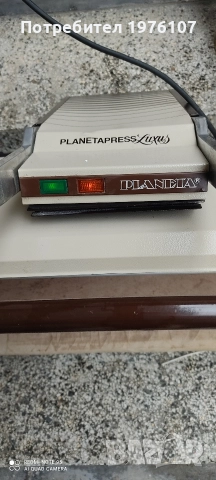 Потребител 1976107
PLANETAPRESS Luxus
PLANETA®
REDMI NOTE 8T
AI QUAD CAMERA